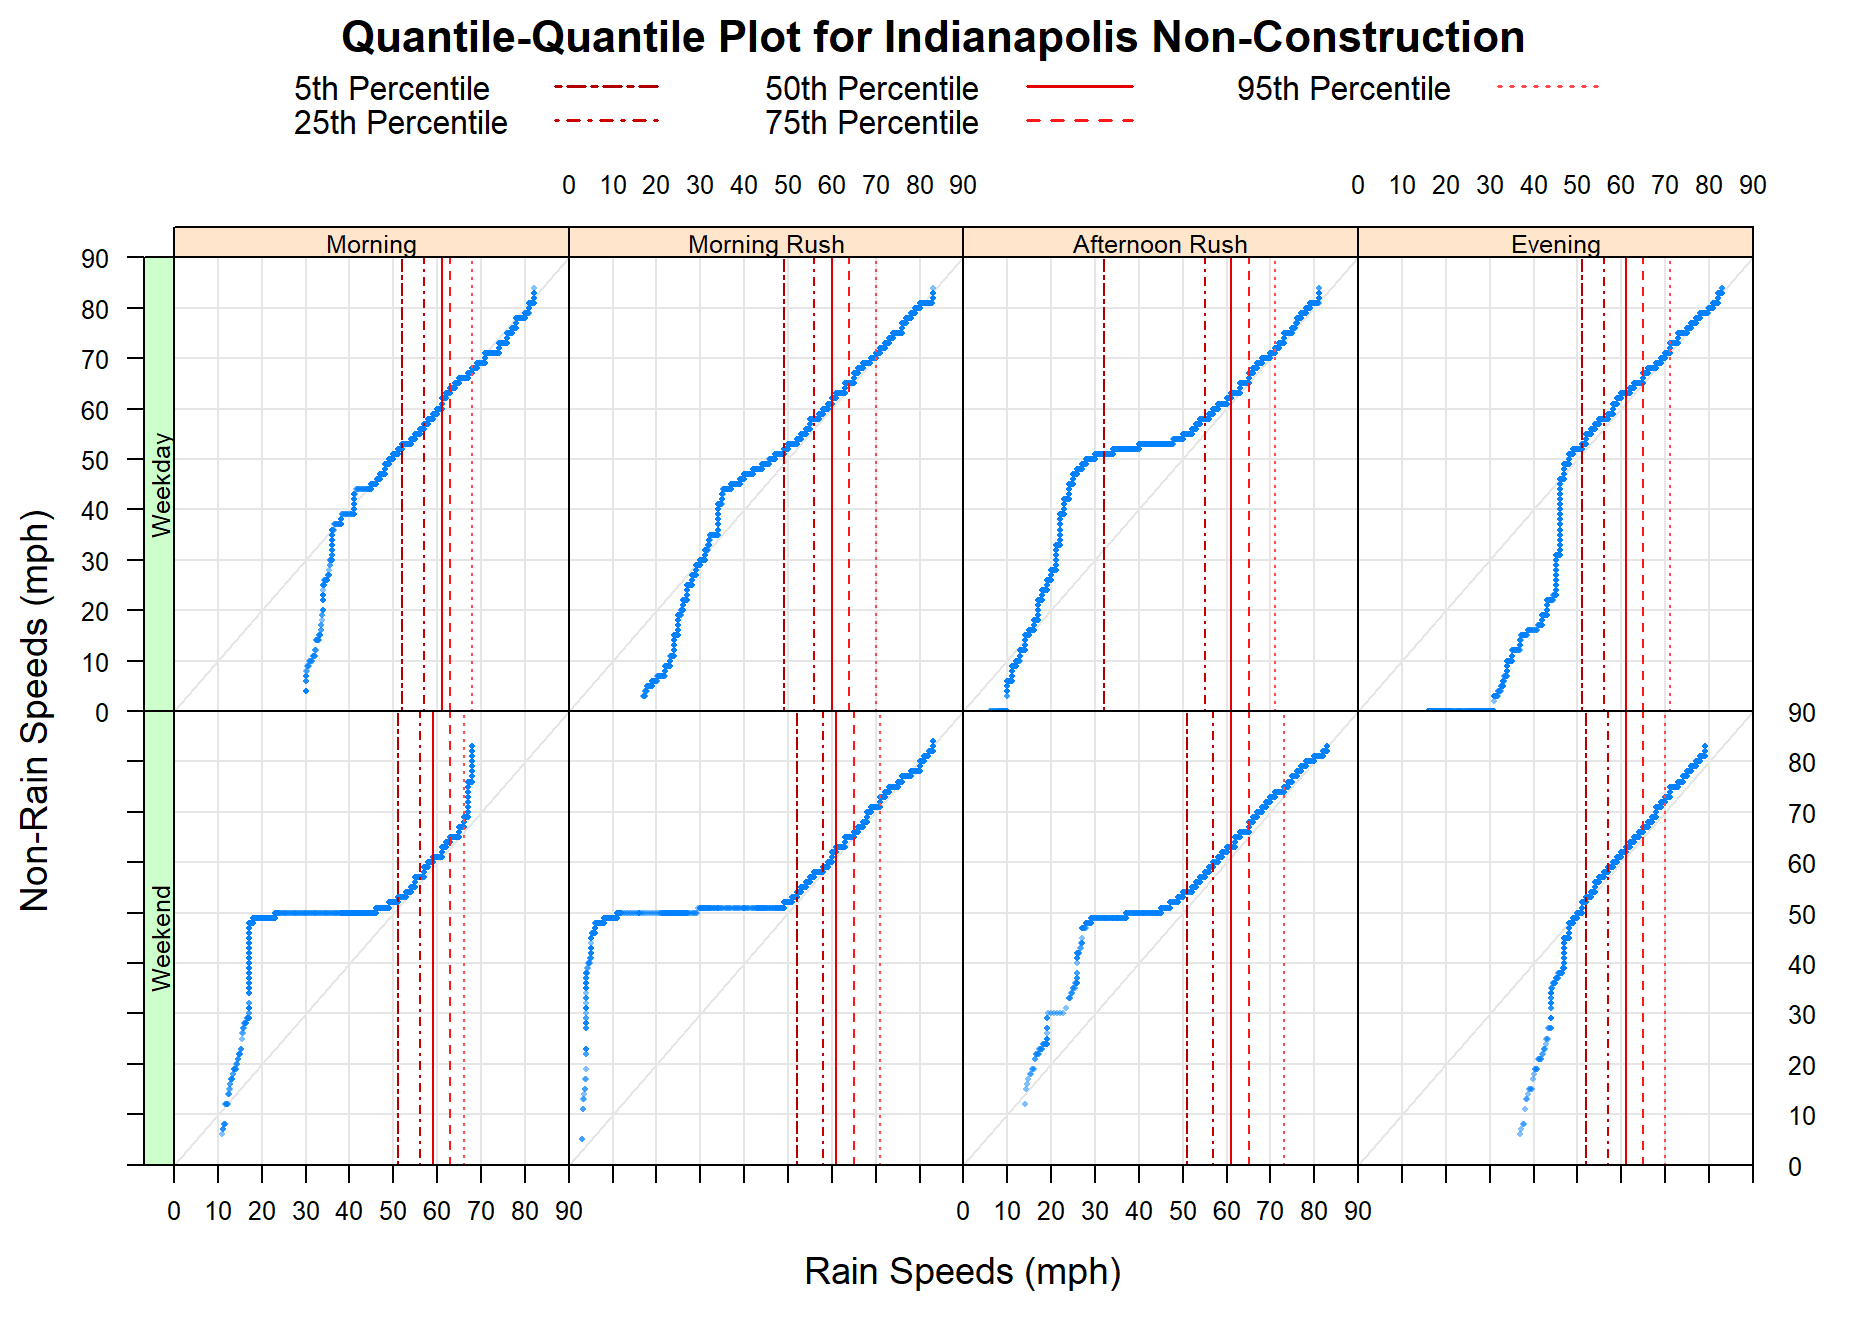 Quantile-Quantile Plot for Indianapolis Non-Construction
5th Percentile 50th Percentile 95th Percentile
25th Percentile 75th Percentile
0 10 20 30 40 50 60 70 80 90 0 10 20 30 40 50 60 70 80 90
Morning Morning Rush Afternoon Rush Evening
90
80
70
60
50
40
30
20
10
0
Weekday
Weekend
Non-Rain Speeds (mph)
90
80
70
60
50
40
30
20
10
0
0 10 20 30 40 50 60 70 80 90 0 10 20 30 40 50 60 70 80 90
Rain Speeds (mph)